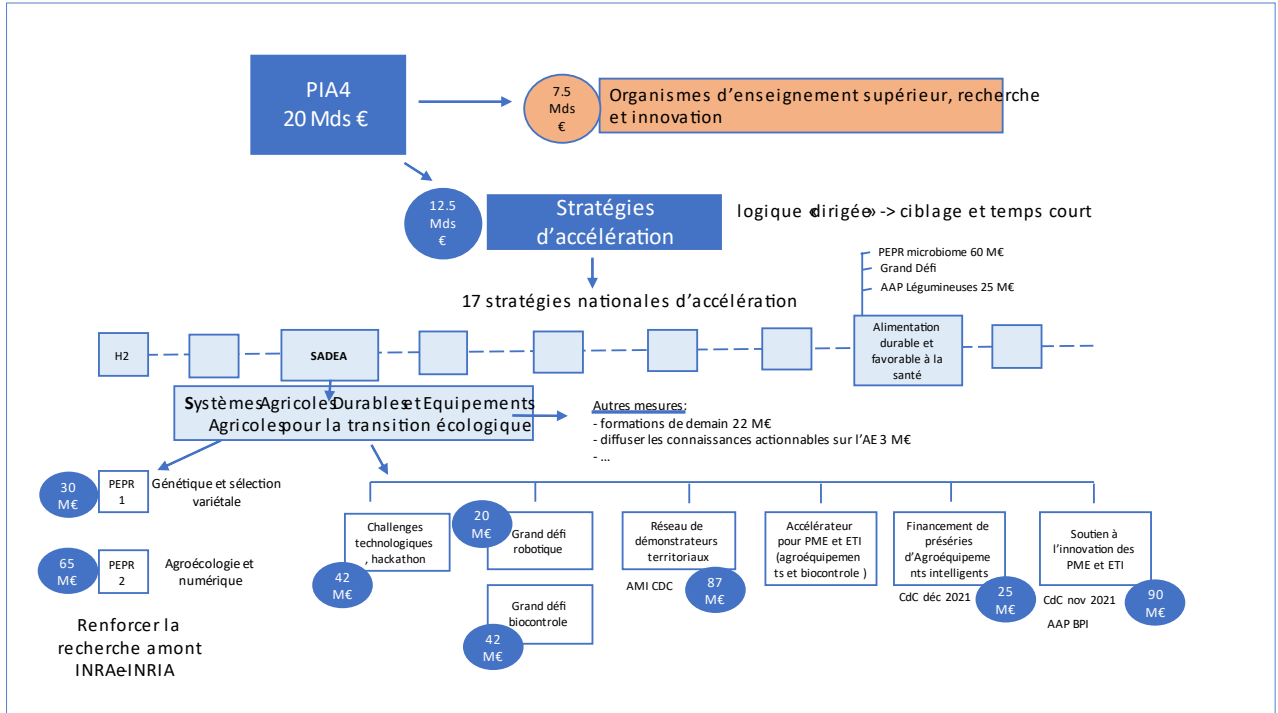 PIA4
20 Mds €
7.5
Mds
€
Organismes d'enseignement supérieur, recherche
et innovation
12.5
Mds
€
Stratégies
d'accélération
logique «dirigée» -> ciblage et temps court
PEPR microbiome 60 M€
Grand Défi
AAP Légumineuses 25 M€
17 stratégies nationales d'accélération
H2
SADEA
Alimentation
durable et
favorable à la
santé
Systèmes Agricoles Durables et Equipements
Agricoles pour la transition écologique
Autres mesures:
- formations de demain 22 M€
- diffuser les connaissances actionnables sur l'AE 3 M€
- ...
30
M€
PEPR
1
Génétique et sélection
variétale
65
M€
PEPR
2
Agroécologie et
numérique
Renforcer la
recherche amont
INRAe-INRIA
Challenges
technologiques
, hackathon
42
M€
20
M€
Grand défi
robotique
Grand défi
biocontrole
42
M€
Réseau de
démonstrateurs
territoriaux
AMI CDC
87
M€
Accélérateur
pour PME et ETI
(agroéquipemen
ts et biocontrole )
Financement de
préséries
d'Agroéquipeme
nts intelligents
CdC déc 2021
25
M€
Soutien à
l'innovation des
PME et ETI
CdC nov 2021
AAP BPI
90
M€